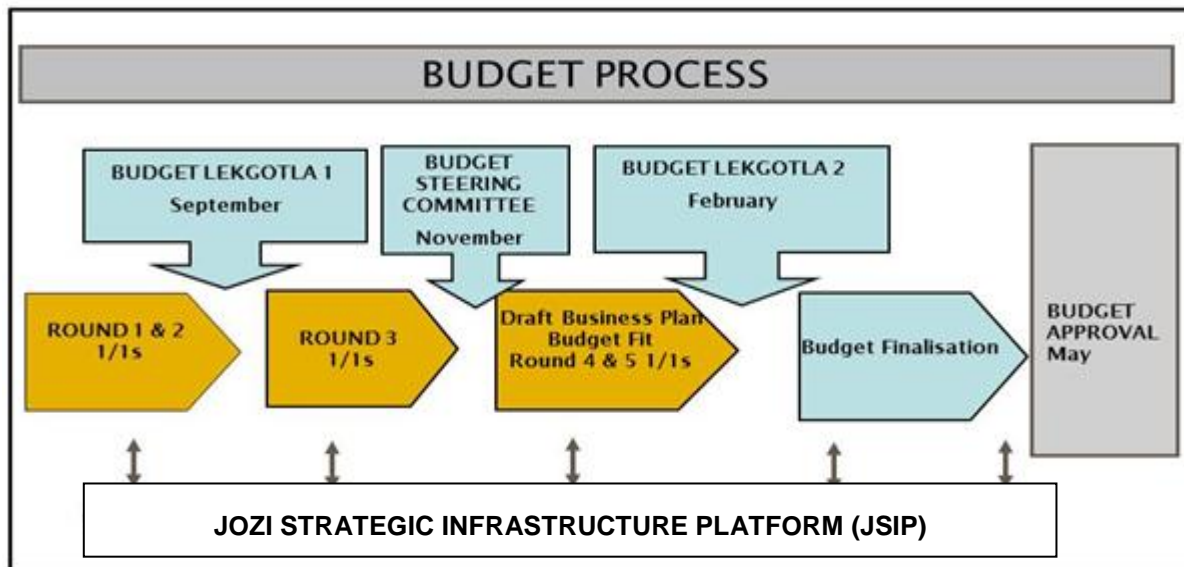 BUDGET PROCESS
BUDGET LEKGOTLA 1
September
BUDGET
STEERING
COMMITTEE
November
BUDGET LEKGOTLA 2
February
ROUND 1 & 2
1/1s
ROUND 3
1/1s
Draft Business Plan
Budget Fit
Round 4 & 5 1/1s
Budget Finalisation
BUDGET
APPROVAL
May
JOZI STRATEGIC INFRASTRUCTURE PLATFORM (JSIP)